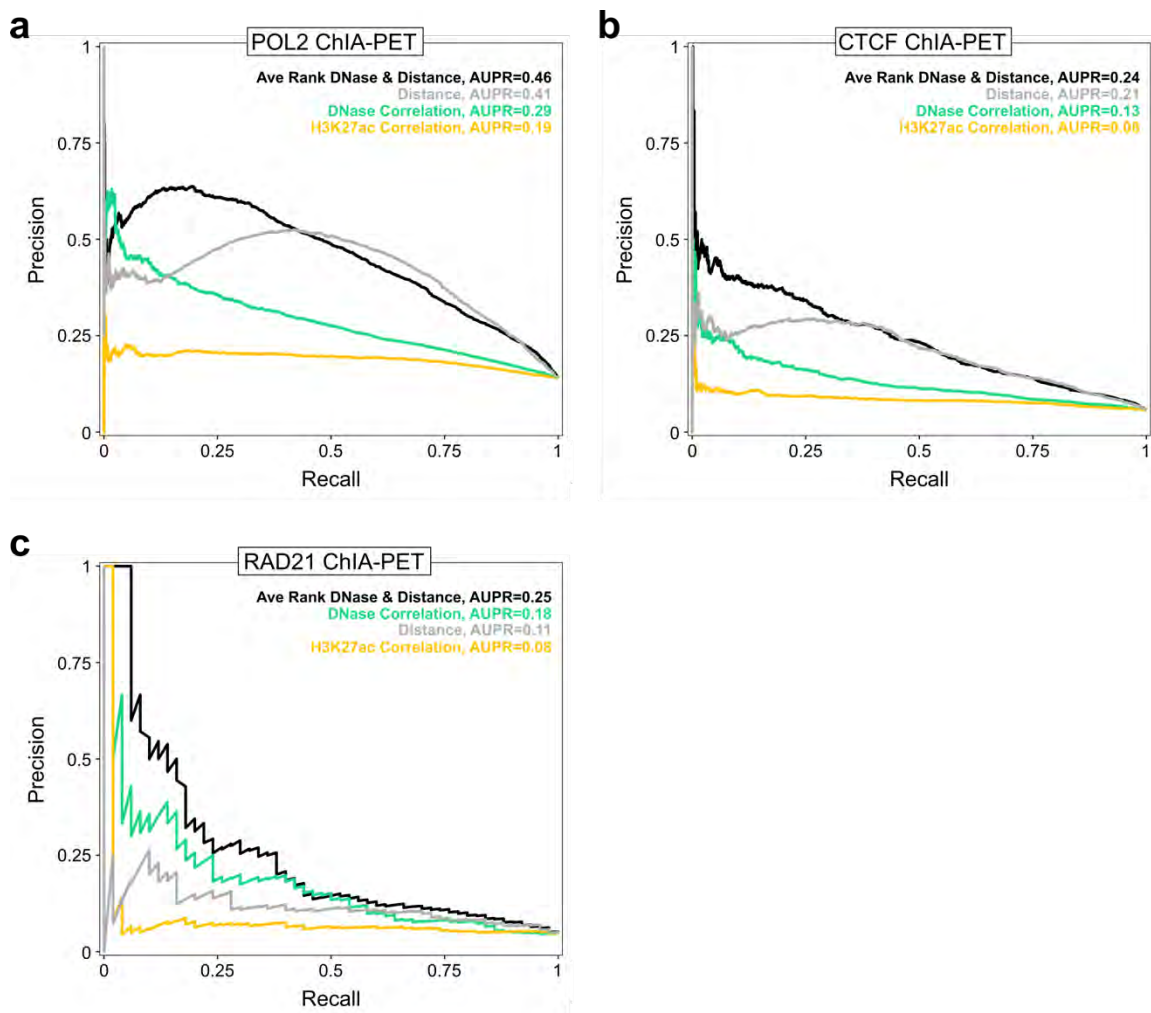 a
POL2 ChIA-PET
1
Ave Rank DNase & Distance, AUPR=0.46
Distance, AUPR=0.41
DNase Correlation, AUPR=0.29
H3K27ac Correlation, AUPR=0.19
0.75
Precision
0.5
0.25
0
0 0.25 0.5 0.75 1
Recall
b
CTCF ChIA-PET
1
Ave Rank DNase & Distance, AUPR=0.24
Distance, AUPR=0.21
DNase Correlation, AUPR=0.13
H3K27ac Correlation, AUPR=0.08
0.75
Precision
0.5
0.25
0
0 0.25 0.5 0.75 1
Recall
c
RAD21 ChIA-PET
1
Ave Rank DNase & Distance, AUPR=0.25
DNase Correlation, AUPR=0.18
Distance, AUPR=0.11
H3K27ac Correlation, AUPR=0.08
0.75
Precision
0.5
0.25
0
0 0.25 0.5 0.75 1
Recall